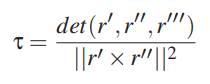 τ = det(r′, r″, r‴) / ||r′ × r″||2